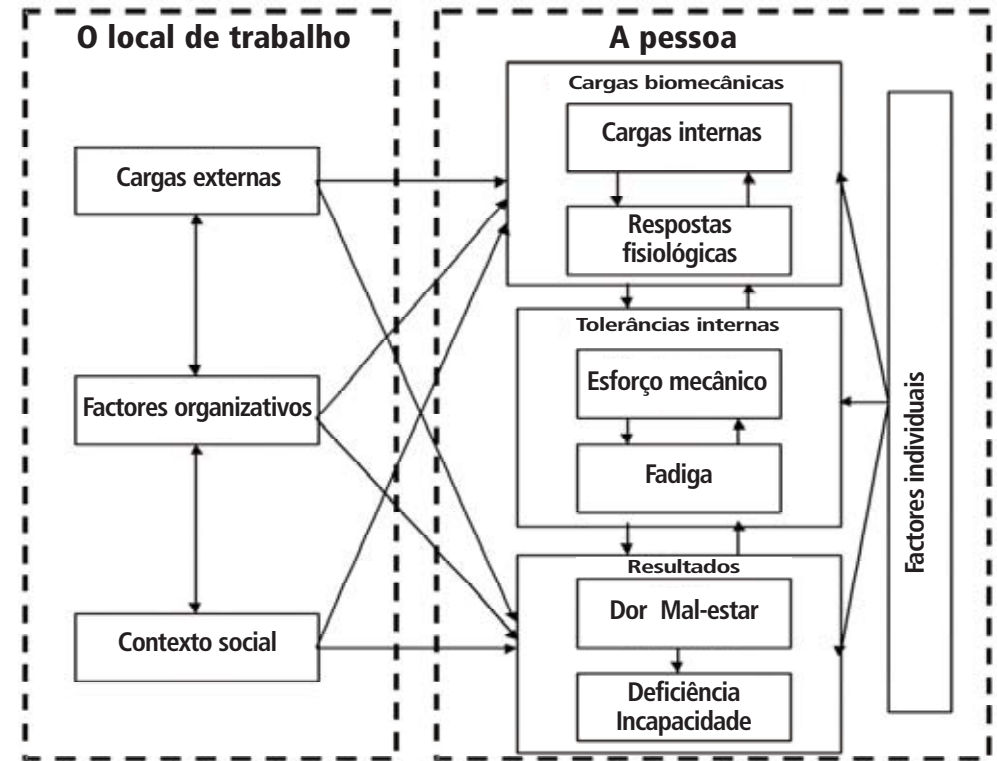 O local de trabalho
Cargas externas
Factores organizativos
Contexto social
A pessoa
Cargas biomecânicas
Cargas internas
Respostas
fisiológicas
Tolerâncias internas
Esforço mecânico
Fadiga
Resultados
Dor Mal-estar
Deficiência
Incapacidade
Factores individuais